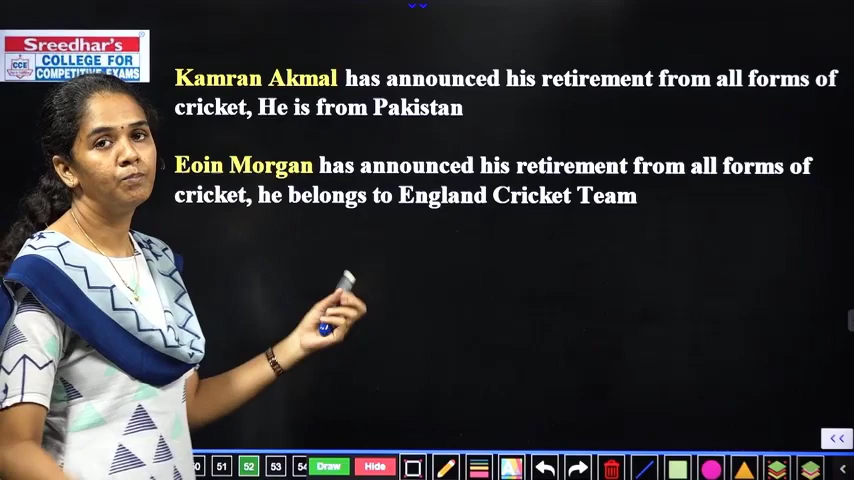 Sreedhar's
CCE
COLLEGE FOR
COMPETITIVE EXAMS
Kamran Akmal has announced his retirement from all forms of
cricket, He is from Pakistan
Eoin Morgan has announced his retirement from all forms of
cricket, he belongs to England Cricket Team
51 52 53 Draw Hide A